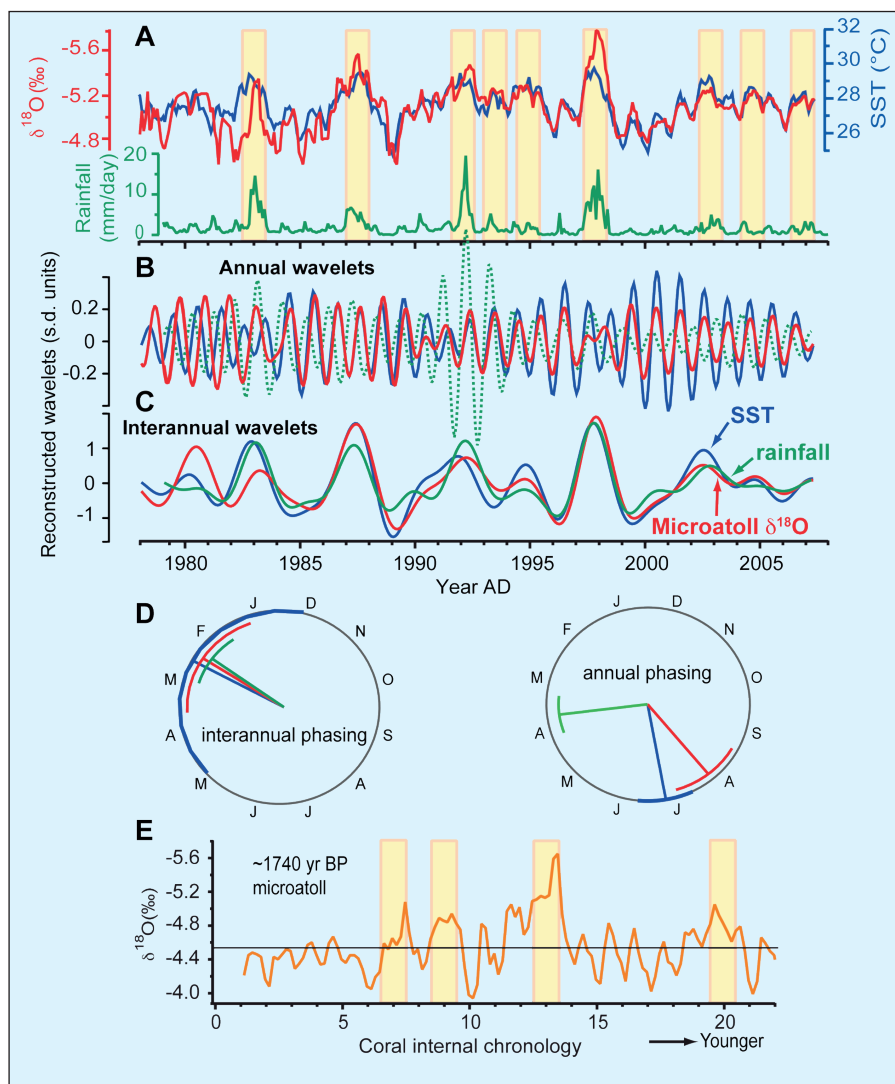 A
δ18O (‰)
-5.6
-5.2
-4.8
32
30
28
26
SST (°C)
Rainfall
(mm/day)
20
10
0
Reconstructed wavelets (s.d. units)
B
Annual wavelets
0.2
0
-0.2
C
Interannual wavelets
1
0
-1
SST
rainfall
Microatoll δ18O
1980 1985 1990 1995 2000 2005
Year AD
D
J D N O S A J J M A M F
interannual phasing
J D N O S A J J M A M F
annual phasing
E
~1740 yr BP
microatoll
δ18O(‰)
-5.6
-5.2
-4.8
-4.4
-4.0
0 5 10 15 20
Coral internal chronology
Younger